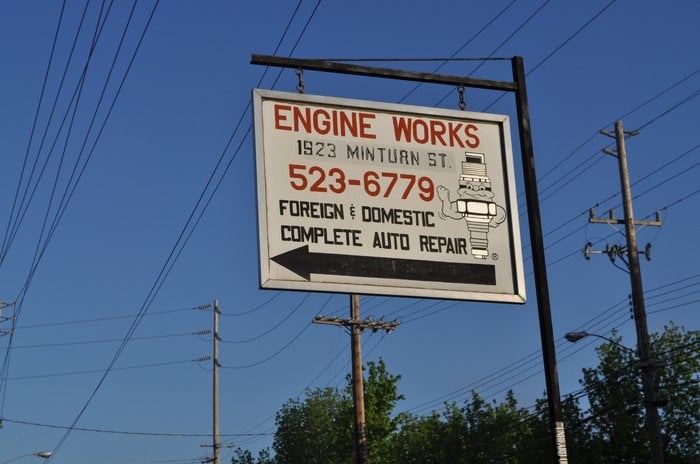 ENGINE WORKS
1923 MINTURN ST.
523-6779
FOREIGN & DOMESTIC
COMPLETE AUTO REPAIR
®